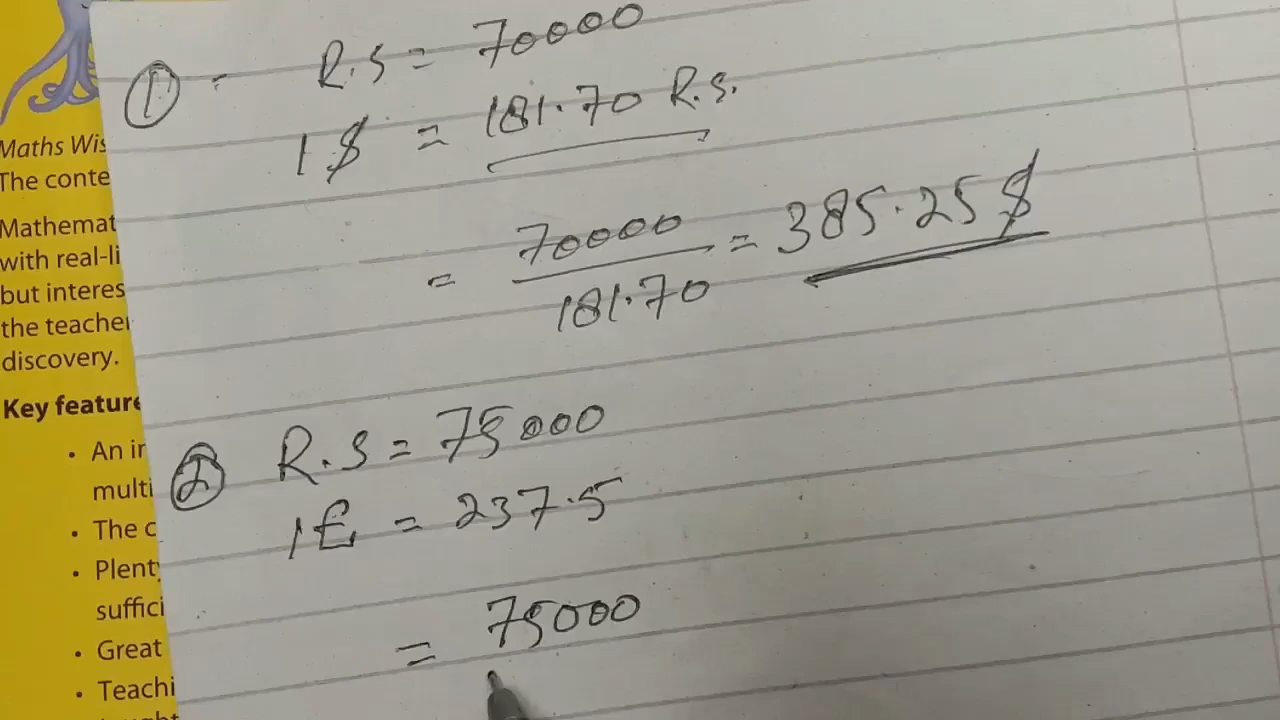 ① - R.S = 70000
1 $ = 181.70 R.S.
= 70000 / 181.70 = 385.25 $
② R.S = 75000
1 £ = 237.5
= 75000
Maths Wis
The conte
Mathemat
with real-li
but interes
the teacher
discovery.
Key feature
• An in
multi
• The c
• Plenty
suffici
• Great
• Teachi